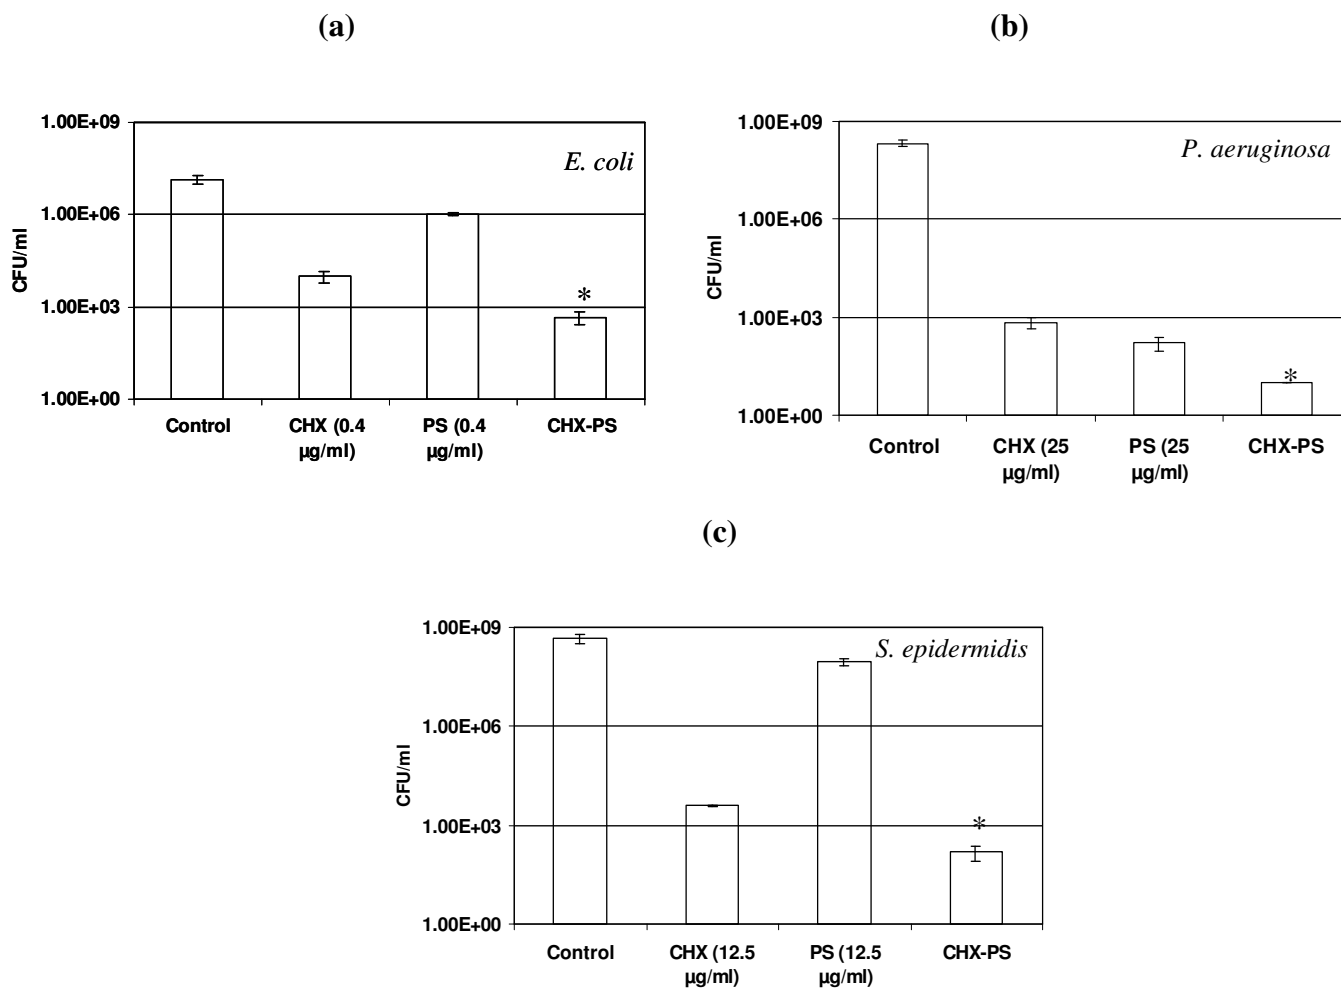 (a)
1.00E+09
1.00E+06
1.00E+03
1.00E+00
CFU/ml
E. coli
*
Control
CHX (0.4
µg/ml)
PS (0.4
µg/ml)
CHX-PS
(b)
1.00E+09
1.00E+06
1.00E+03
1.00E+00
CFU/ml
P. aeruginosa
*
Control
CHX (25
µg/ml)
PS (25
µg/ml)
CHX-PS
(c)
1.00E+09
1.00E+06
1.00E+03
1.00E+00
CFU/ml
S. epidermidis
*
Control
CHX (12.5
µg/ml)
PS (12.5
µg/ml)
CHX-PS